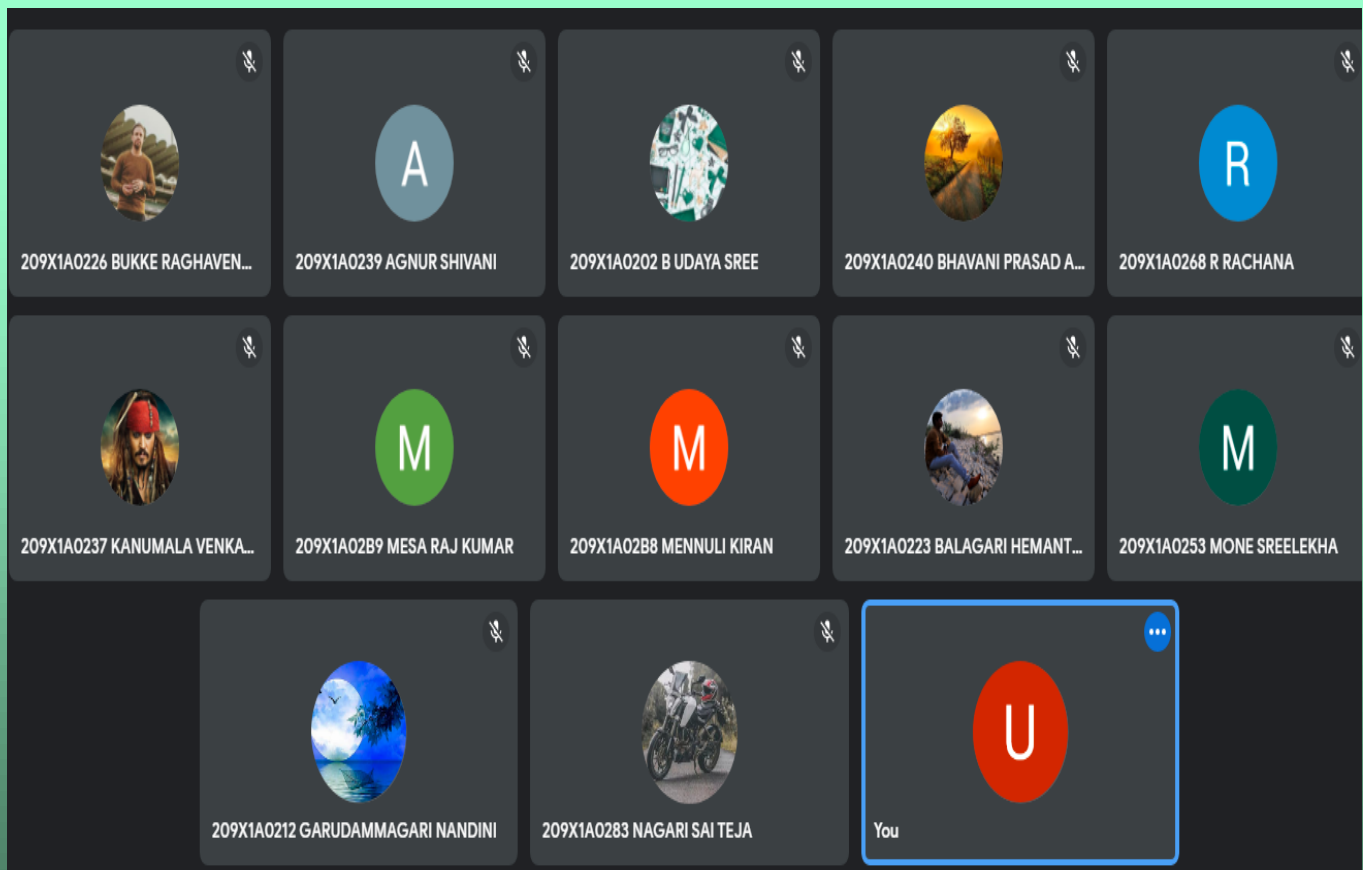 A
R
209X1A0226 BUKKE RAGHAVEN...
209X1A0239 AGNUR SHIVANI
209X1A0202 B UDAYA SREE
209X1A0240 BHAVANI PRASAD A...
209X1A0268 R RACHANA
M
M
M
209X1A0237 KANUMALA VENKA...
209X1A02B9 MESA RAJ KUMAR
209X1A02B8 MENNULI KIRAN
209X1A0223 BALAGARI HEMANT...
209X1A0253 MONE SREELEKHA
U
209X1A0212 GARUDAMMAGARI NANDINI
209X1A0283 NAGARI SAI TEJA
You